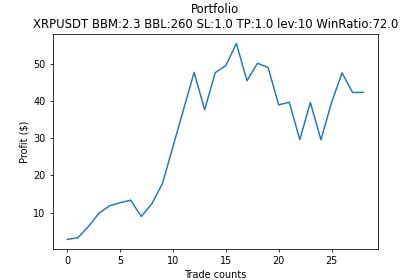 Portfolio
XRPUSDT BBM:2.3 BBL:260 SL:1.0 TP:1.0 lev:10 WinRatio:72.0
50
40
30
20
10
Profit ($)
0 5 10 15 20 25
Trade counts